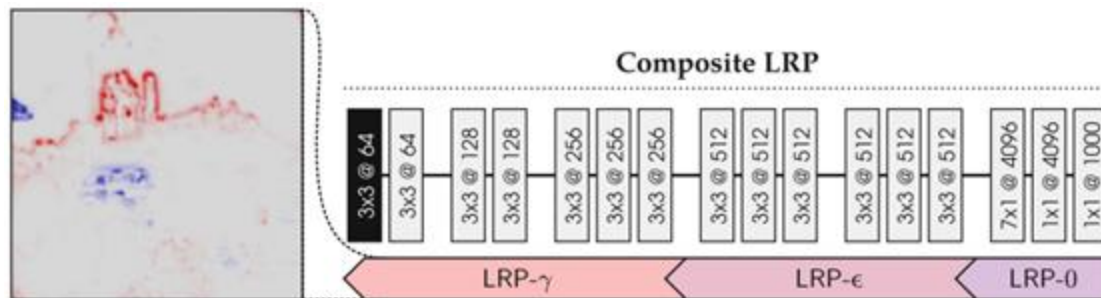 Composite LRP
3x3 @ 64
3x3 @ 64
3x3 @ 128
3x3 @ 128
3x3 @ 256
3x3 @ 256
3x3 @ 256
3x3 @ 512
3x3 @ 512
3x3 @ 512
3x3 @ 512
3x3 @ 512
3x3 @ 512
7x1 @ 4096
1x1 @ 4096
1x1 @ 1000
LRP-γ
LRP-ϵ
LRP-0